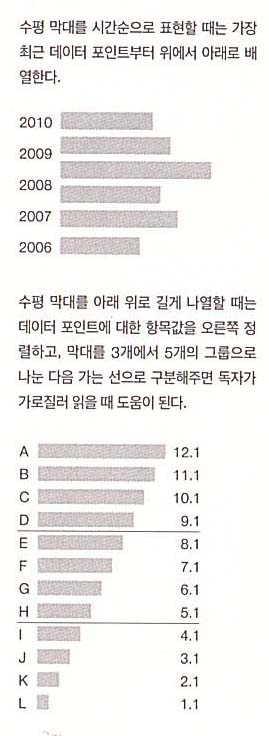 수평 막대를 시간순으로 표현할 때는 가장
최근 데이터 포인트부터 위에서 아래로 배
열한다.
2010
2009
2008
2007
2006
수평 막대를 아래 위로 길게 나열할 때는
데이터 포인트에 대한 항목값을 오른쪽 정
렬하고, 막대를 3개에서 5개의 그룹으로
나눈 다음 가는 선으로 구분해주면 독자가
가로질러 읽을 때 도움이 된다.
A 12.1
B 11.1
C 10.1
D 9.1
E 8.1
F 7.1
G 6.1
H 5.1
I 4.1
J 3.1
K 2.1
L 1.1